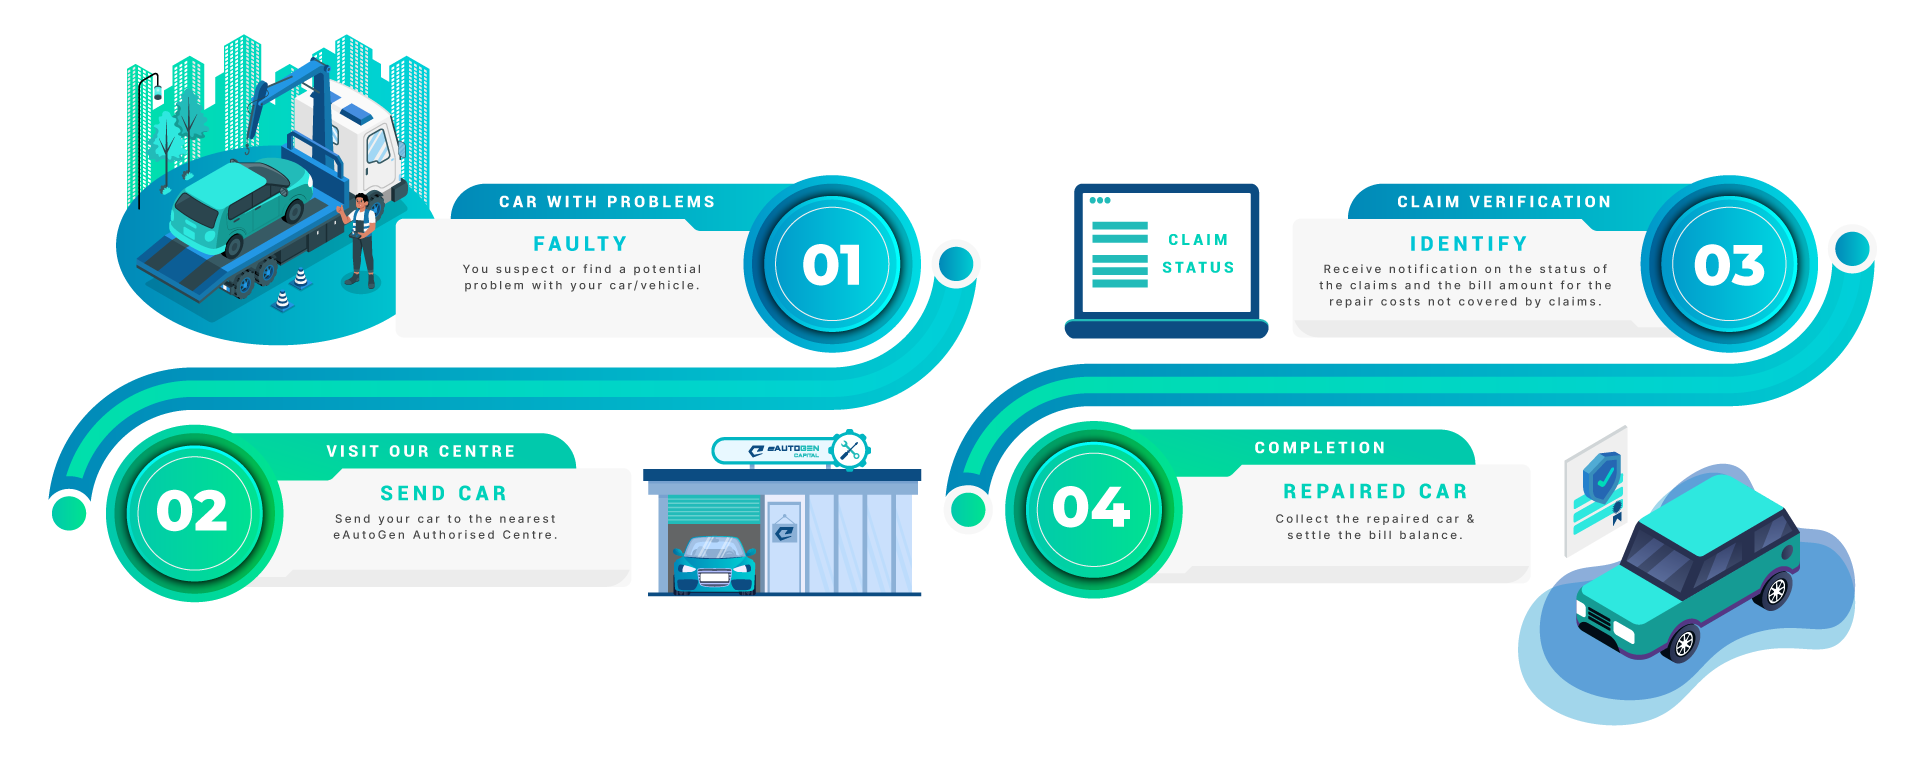 CAR WITH PROBLEMS
FAULTY
You suspect or find a potential
problem with your car/vehicle.
01
VISIT OUR CENTRE
02
SEND CAR
Send your car to the nearest
eAutoGen Authorised Centre.
eAUTOGEN
CAPITAL
CLAIM
STATUS
CLAIM VERIFICATION
IDENTIFY
Receive notification on the status of
the claims and the bill amount for the
repair costs not covered by claims.
03
COMPLETION
04
REPAIRED CAR
Collect the repaired car &
settle the bill balance.